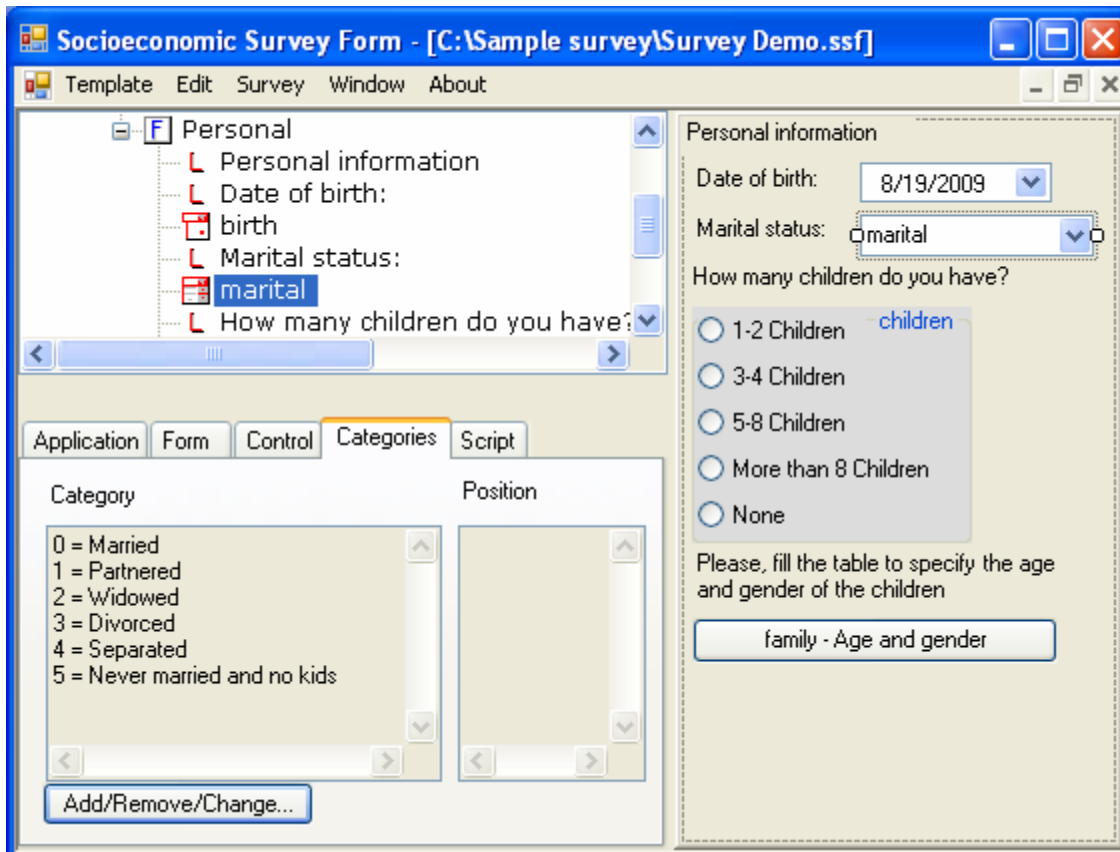 Socioeconomic Survey Form - [C:\Sample survey\Survey Demo.ssf]
Template Edit Survey Window About
F Personal
Personal information
Date of birth:
birth
Marital status:
marital
How many children do you have?
Application Form Control Categories Script
Category Position
0 = Married
1 = Partnered
2 = Widowed
3 = Divorced
4 = Separated
5 = Never married and no kids
Add/Remove/Change...
Personal information
Date of birth: 8/19/2009
Marital status: marital
How many children do you have?
children
1-2 Children
3-4 Children
5-8 Children
More than 8 Children
None
Please, fill the table to specify the age
and gender of the children
family - Age and gender